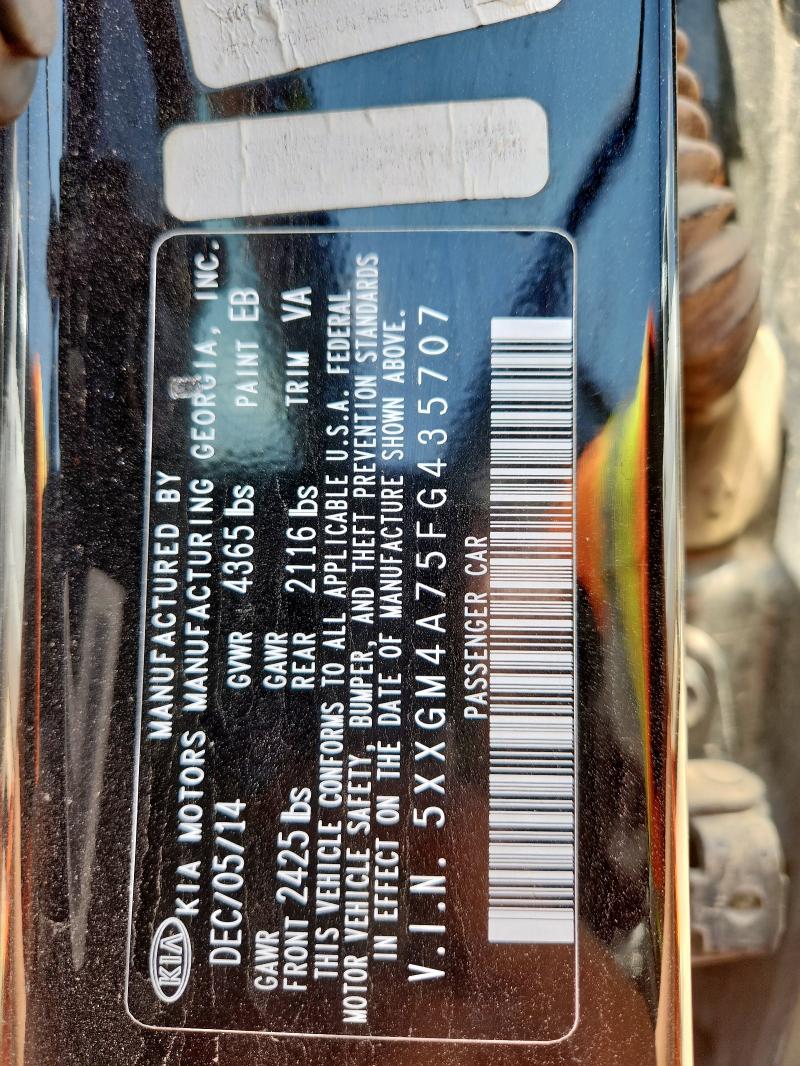 KIA
MANUFACTURED BY
KIA MOTORS MANUFACTURING GEORGIA, INC.
DEC/05/14 GVWR 4365 lbs PAINT EB
GAWR FRONT 2425 lbs GAWR REAR 2116 lbs TRIM VA
THIS VEHICLE CONFORMS TO ALL APPLICABLE U.S.A. FEDERAL
MOTOR VEHICLE SAFETY, BUMPER, AND THEFT PREVENTION STANDARDS
IN EFFECT ON THE DATE OF MANUFACTURE SHOWN ABOVE.
V.I.N. 5XXGM4A75FG435707
PASSENGER CAR